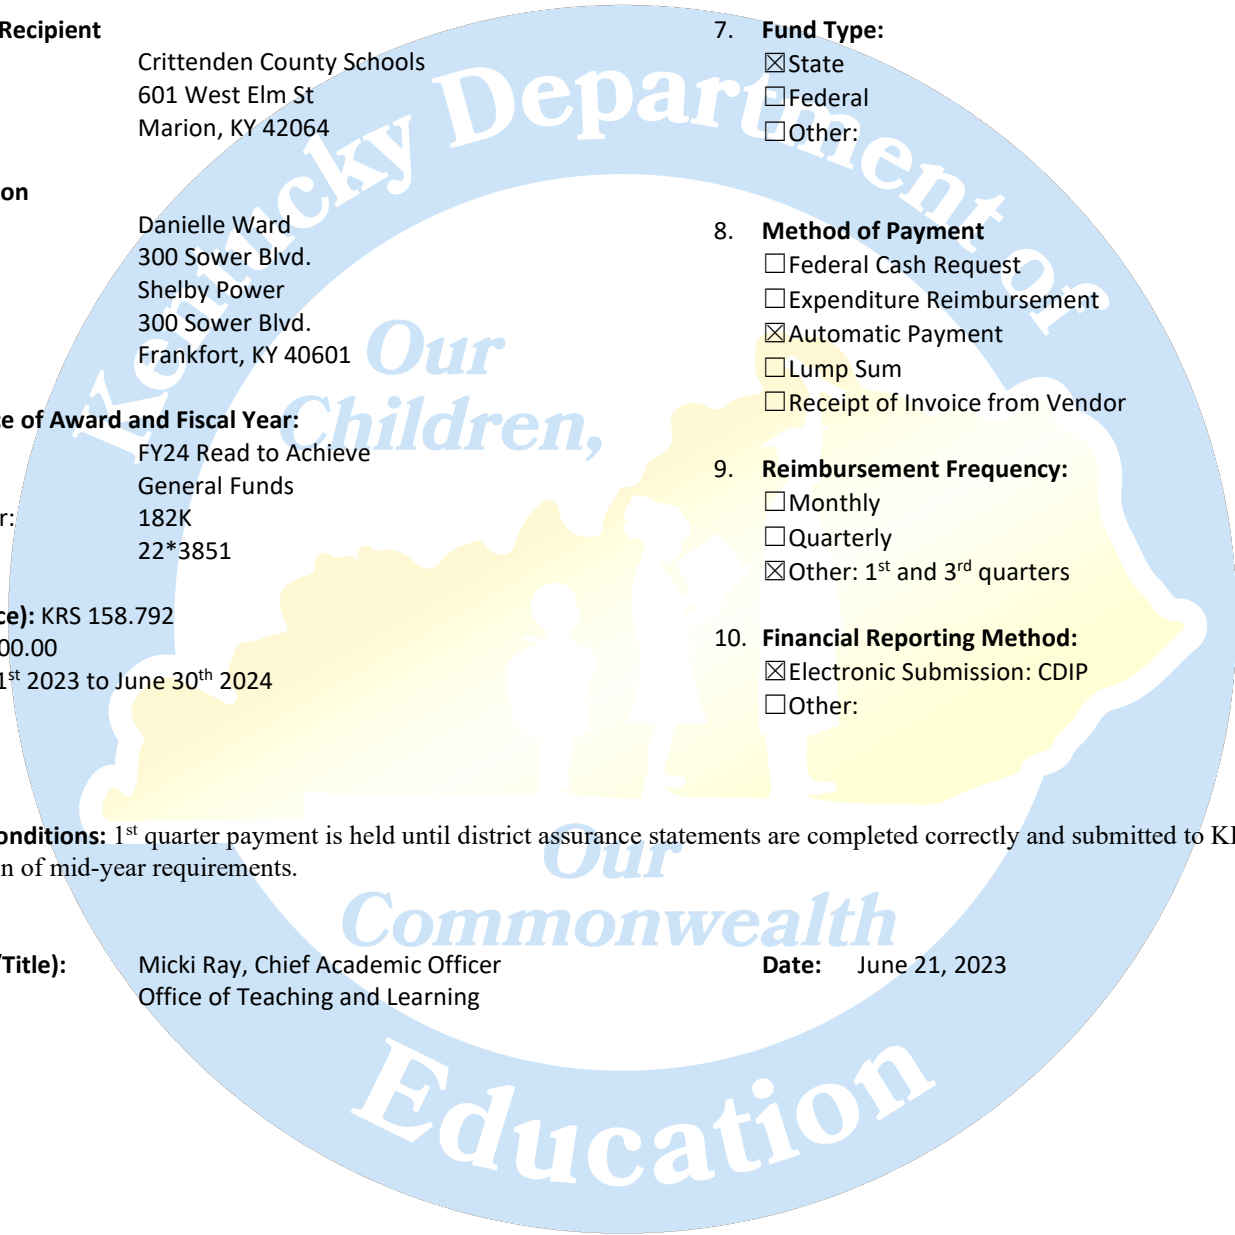 Recipient
Crittenden County Schools
601 West Elm St
Marion, KY 42064
on
Danielle Ward
300 Sower Blvd.
Shelby Power
300 Sower Blvd.
Frankfort, KY 40601
e of Award and Fiscal Year:
FY24 Read to Achieve
General Funds
r: 182K
22*3851
ce): KRS 158.792
00.00
1st 2023 to June 30th 2024
7. Fund Type:
☒State
☐Federal
☐Other:
8. Method of Payment
☐Federal Cash Request
☐Expenditure Reimbursement
☒Automatic Payment
☐Lump Sum
☐Receipt of Invoice from Vendor
9. Reimbursement Frequency:
☐Monthly
☐Quarterly
☒Other: 1st and 3rd quarters
10. Financial Reporting Method:
☒Electronic Submission: CDIP
☐Other:
onditions: 1st quarter payment is held until district assurance statements are completed correctly and submitted to K
n of mid-year requirements.
/Title): Micki Ray, Chief Academic Officer
Office of Teaching and Learning
Date: June 21, 2023
Kentucky Department of
Education
Our
Children,
Our
Commonwealth